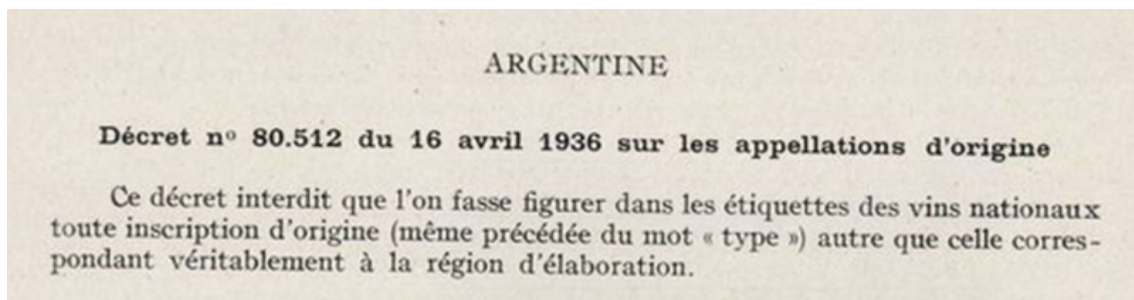 ARGENTINE
Décret nº 80.512 du 16 avril 1936 sur les appellations d'origine
Ce décret interdit que l'on fasse figurer dans les étiquettes des vins nationaux
toute inscription d'origine (même précédée du mot « type ») autre que celle corres-
pondant véritablement à la région d'élaboration.